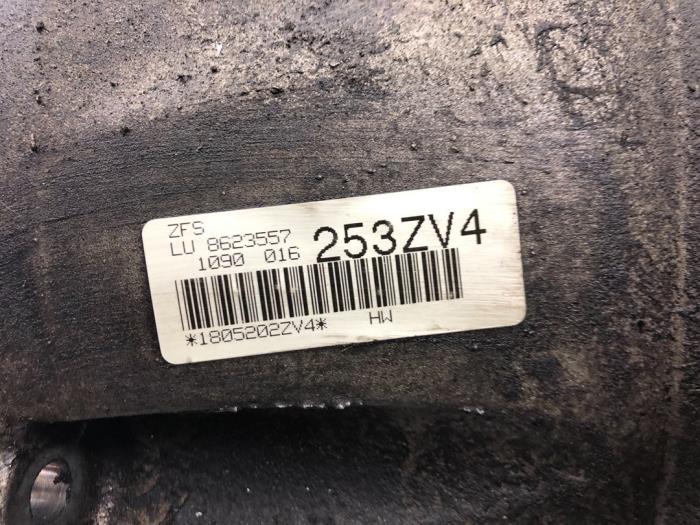 ZFS
LU 8623557
1090 016 253ZV4
*1805202ZV4* HW